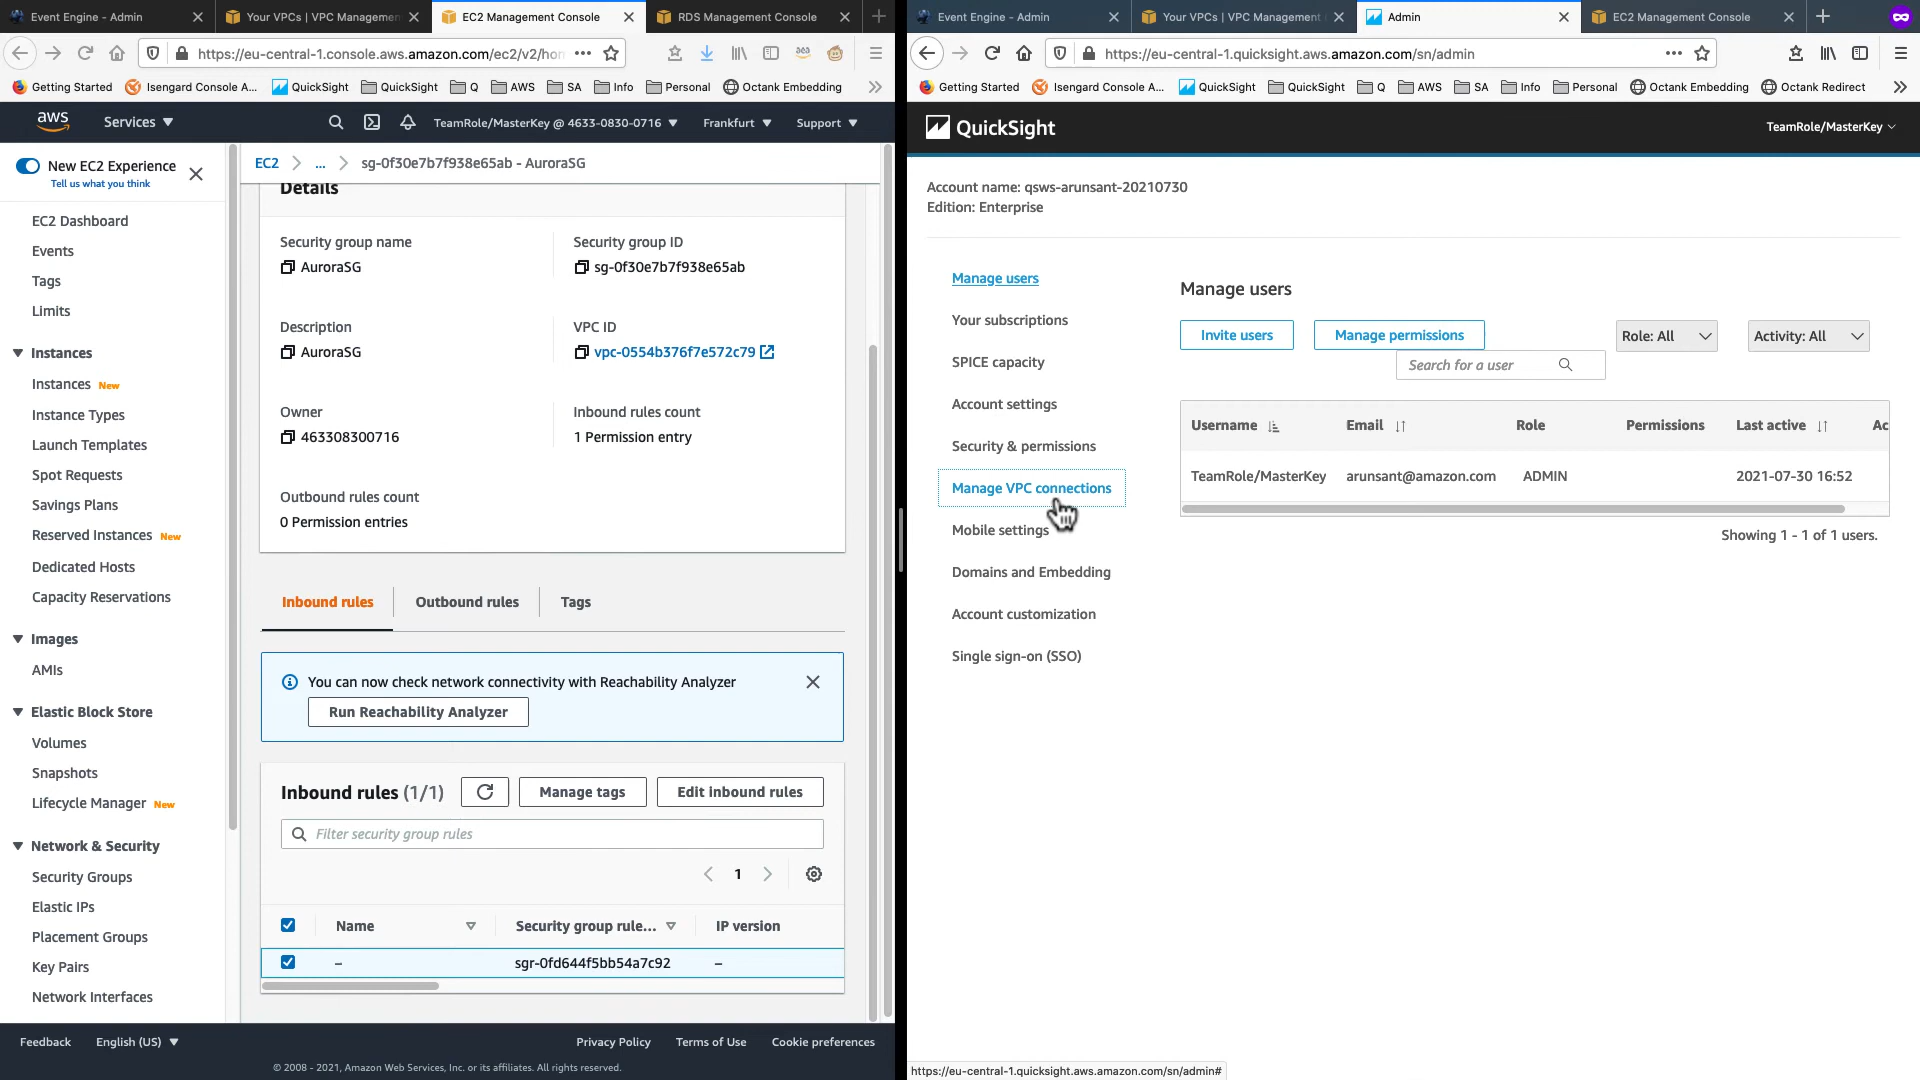 Event Engine - Admin
Your VPCs | VPC Managemen
EC2 Management Console
RDS Management Console
https://eu-central-1.console.aws.amazon.com/ec2/v2/hom
Getting Started
Isengard Console A...
QuickSight
QuickSight
Q
AWS
SA
Info
Personal
Octank Embedding
aws
Services
TeamRole/MasterKey @ 4633-0830-0716
Frankfurt
Support
New EC2 Experience
Tell us what you think
EC2 Dashboard
Events
Tags
Limits
Instances
Instances New
Instance Types
Launch Templates
Spot Requests
Savings Plans
Reserved Instances New
Dedicated Hosts
Capacity Reservations
Images
AMIs
Elastic Block Store
Volumes
Snapshots
Lifecycle Manager New
Network & Security
Security Groups
Elastic IPs
Placement Groups
Key Pairs
Network Interfaces
EC2
...
sg-0f30e7b7f938e65ab - AuroraSG
Details
Security group name
AuroraSG
Security group ID
sg-0f30e7b7f938e65ab
Description
AuroraSG
VPC ID
vpc-0554b376f7e572c79
Owner
463308300716
Inbound rules count
1 Permission entry
Outbound rules count
0 Permission entries
Inbound rules
Outbound rules
Tags
You can now check network connectivity with Reachability Analyzer
Run Reachability Analyzer
Inbound rules (1/1)
Manage tags
Edit inbound rules
Filter security group rules
1
Name
Security group rule...
IP version
–
sgr-0fd644f5bb54a7c92
–
Feedback
English (US)
Privacy Policy
Terms of Use
Cookie preferences
© 2008 - 2021, Amazon Web Services, Inc. or its affiliates. All rights reserved.
Event Engine - Admin
Your VPCs | VPC Management
Admin
EC2 Management Console
https://eu-central-1.quicksight.aws.amazon.com/sn/admin
Getting Started
Isengard Console A...
QuickSight
QuickSight
Q
AWS
SA
Info
Personal
Octank Embedding
Octank Redirect
QuickSight
TeamRole/MasterKey
Account name: qsws-arunsant-20210730
Edition: Enterprise
Manage users
Your subscriptions
SPICE capacity
Account settings
Security & permissions
Manage VPC connections
Mobile settings
Domains and Embedding
Account customization
Single sign-on (SSO)
Manage users
Invite users
Manage permissions
Role: All
Activity: All
Search for a user
Username
Email
Role
Permissions
Last active
Ac
TeamRole/MasterKey
arunsant@amazon.com
ADMIN
2021-07-30 16:52
Showing 1 - 1 of 1 users.
https://eu-central-1.quicksight.aws.amazon.com/sn/admin#